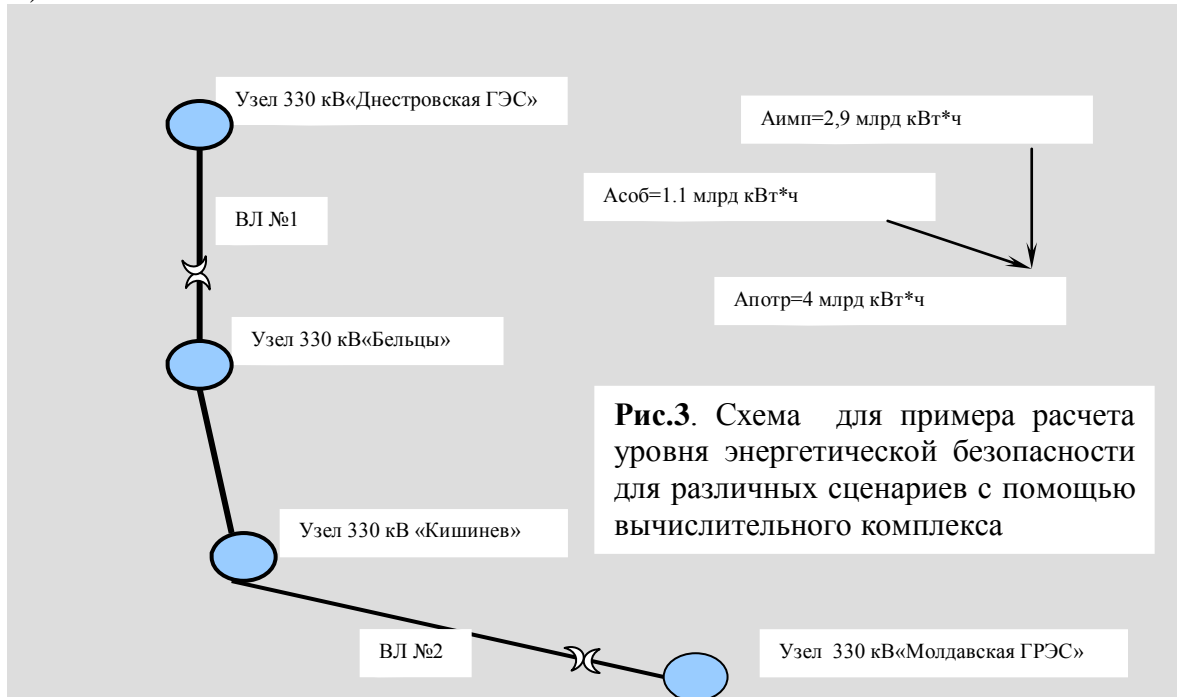 Узел 330 кВ«Днестровская ГЭС»
Аимп=2,9 млрд кВт*ч
Асоб=1.1 млрд кВт*ч
ВЛ №1
Апотр=4 млрд кВт*ч
Узел 330 кВ«Бельцы»
Рис.3. Схема для примера расчета
уровня энергетической безопасности
для различных сценариев с помощью
вычислительного комплекса
Узел 330 кВ «Кишинев»
ВЛ №2
Узел 330 кВ«Молдавская ГРЭС»